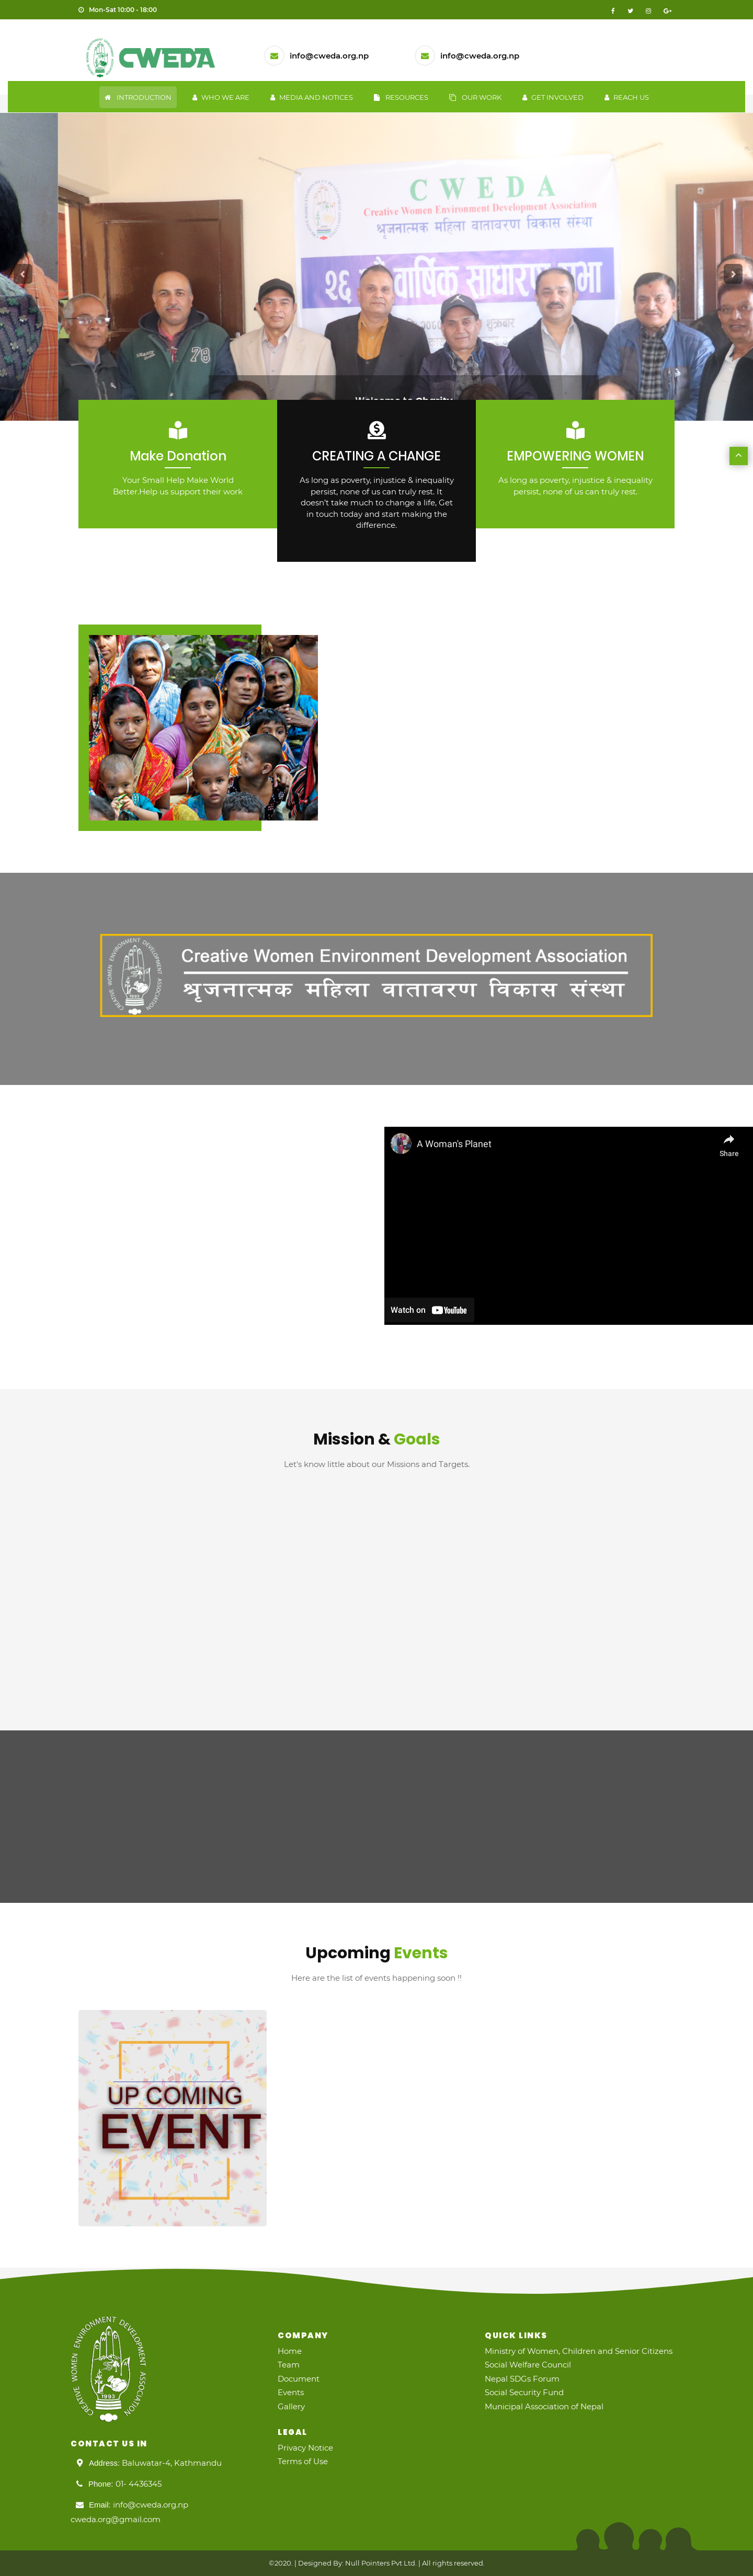 Mon-Sat 10:00 - 18:00
CWEDA
info@cweda.org.np
info@cweda.org.np
INTRODUCTION
WHO WE ARE
MEDIA AND NOTICES
RESOURCES
OUR WORK
GET INVOLVED
REACH US
CWEDA
Creative Women Environment Development Association
श्रृजनात्मक महिला वातावरण विकास संस्था
२६ औं वार्षिक साधारण सभा
Make Donation
Your Small Help Make World
Better.Help us support their work
CREATING A CHANGE
As long as poverty, injustice & inequality
persist, none of us can truly rest. It
doesn't take much to change a life, Get
in touch today and start making the
difference.
EMPOWERING WOMEN
As long as poverty, injustice & inequality
persist, none of us can truly rest.
CREATIVE WOMEN ENVIRONMENT DEVELOPMENT ASSOCIATION
Creative Women Environment Development Association
श्रृजनात्मक महिला वातावरण विकास संस्था
A Woman's Planet
Share
Watch on YouTube
Mission & Goals
Let's know little about our Missions and Targets.
Upcoming Events
Here are the list of events happening soon !!
UP COMING
EVENT
CREATIVE WOMEN ENVIRONMENT DEVELOPMENT ASSOCIATION
1993
CONTACT US IN
Address: Baluwatar-4, Kathmandu
Phone: 01- 4436345
Email: info@cweda.org.np
cweda.org@gmail.com
COMPANY
Home
Team
Document
Events
Gallery
LEGAL
Privacy Notice
Terms of Use
QUICK LINKS
Ministry of Women, Children and Senior Citizens
Social Welfare Council
Nepal SDGs Forum
Social Security Fund
Municipal Association of Nepal
©2020. | Designed By: Null Pointers Pvt Ltd. | All rights reserved.